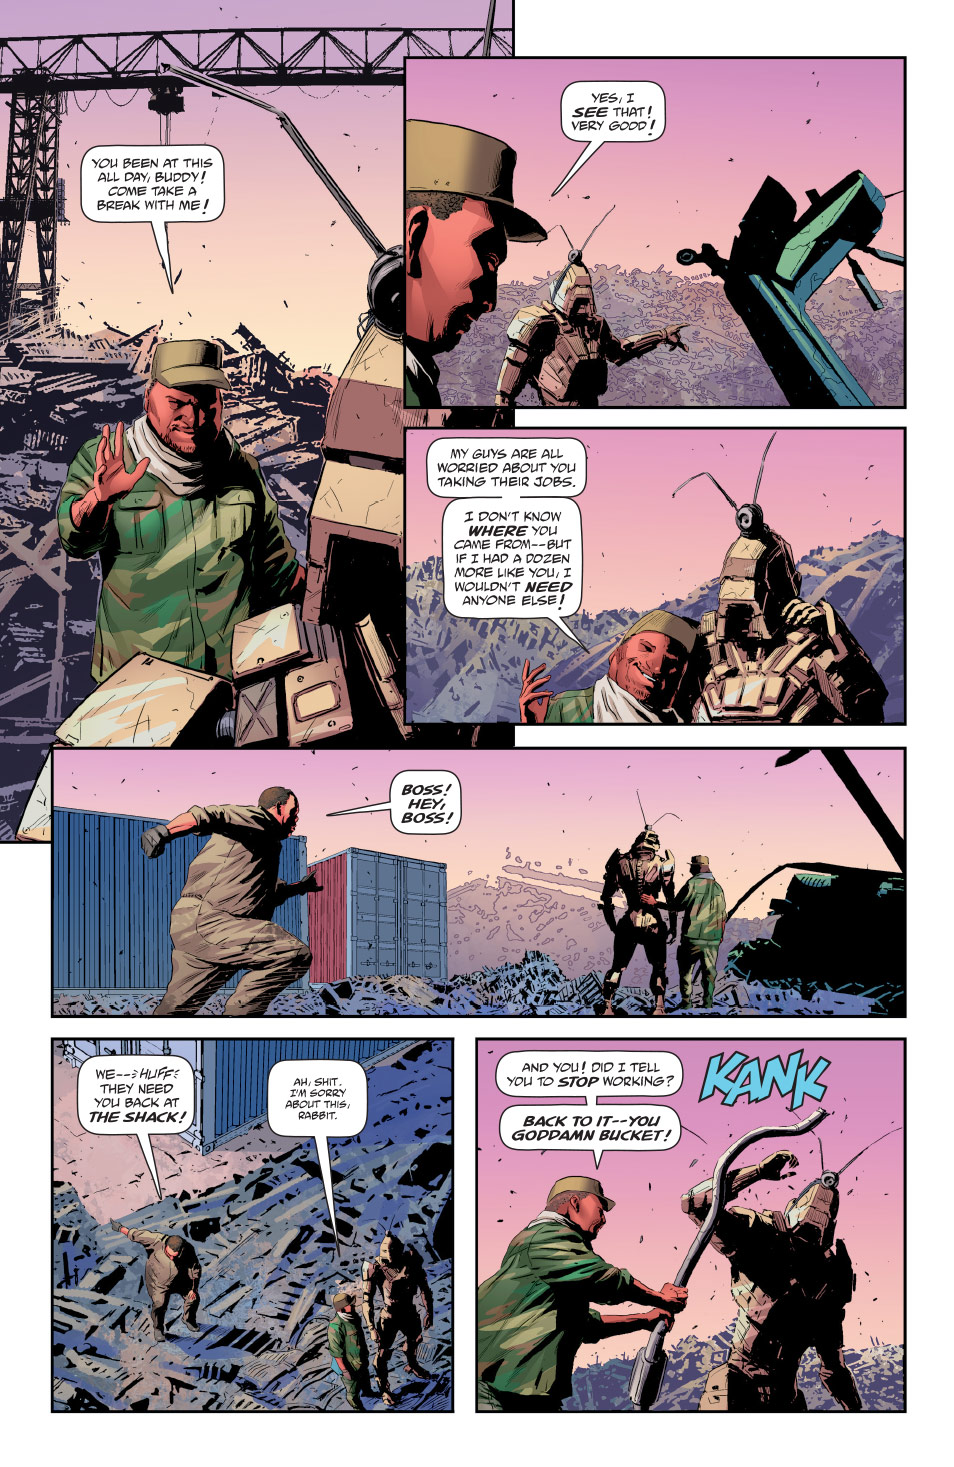 YOU BEEN AT THIS
ALL DAY, BUDDY!
COME TAKE A
BREAK WITH ME!
YES, I
SEE THAT!
VERY GOOD!
MY GUYS ARE ALL
WORRIED ABOUT YOU
TAKING THEIR JOBS.
I DON'T KNOW
WHERE YOU
CAME FROM--BUT
IF I HAD A DOZEN
MORE LIKE YOU, I
WOULDN'T NEED
ANYONE ELSE!
BOSS!
HEY,
BOSS!
WE--HUFF
THEY NEED
YOU BACK AT
THE SHACK!
AH, SHIT.
I'M SORRY
ABOUT THIS,
RABBIT.
AND YOU! DID I TELL
YOU TO STOP WORKING?
BACK TO IT--YOU
GODDAMN BUCKET!
KANK